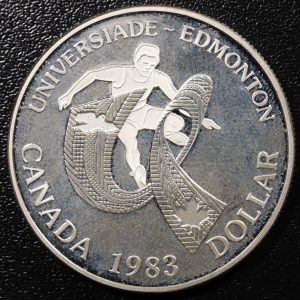 UNIVERSIADE ~ EDMONTON
CANADA 1983 DOLLAR